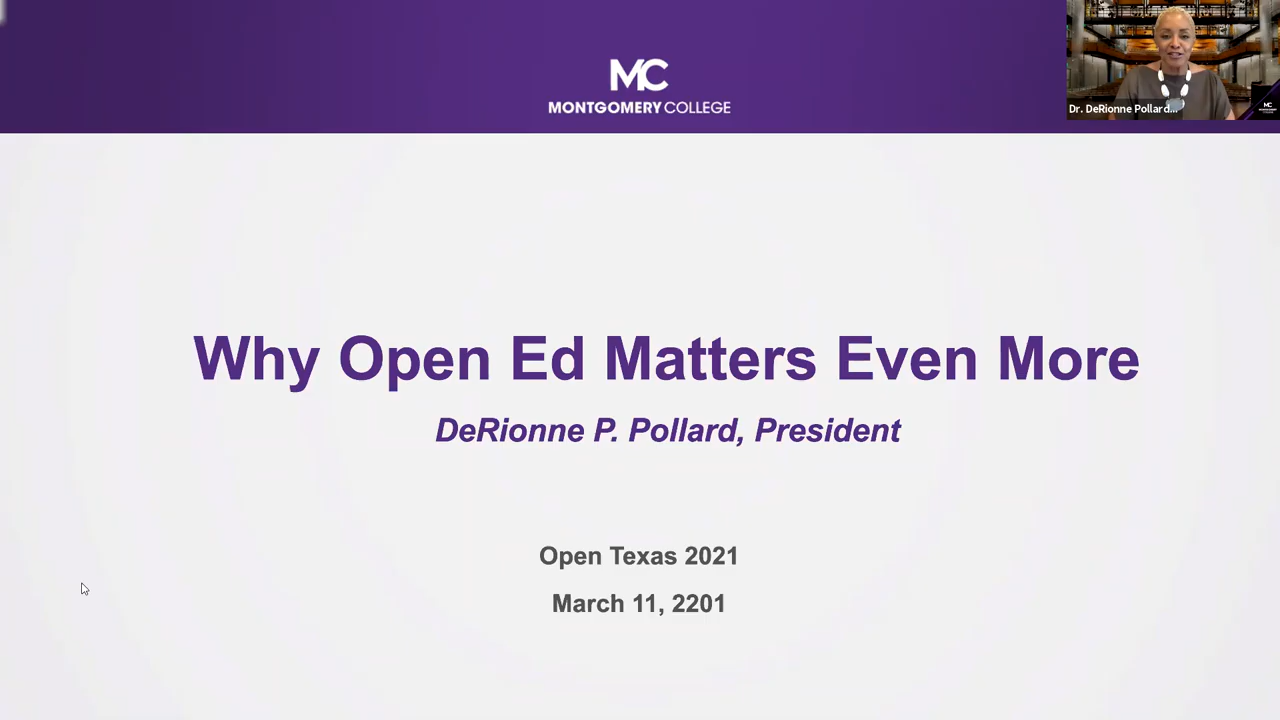 MC
MONTGOMERY COLLEGE
Dr. DeRionne Pollard...
MC
Why Open Ed Matters Even More
DeRionne P. Pollard, President
Open Texas 2021
March 11, 2201